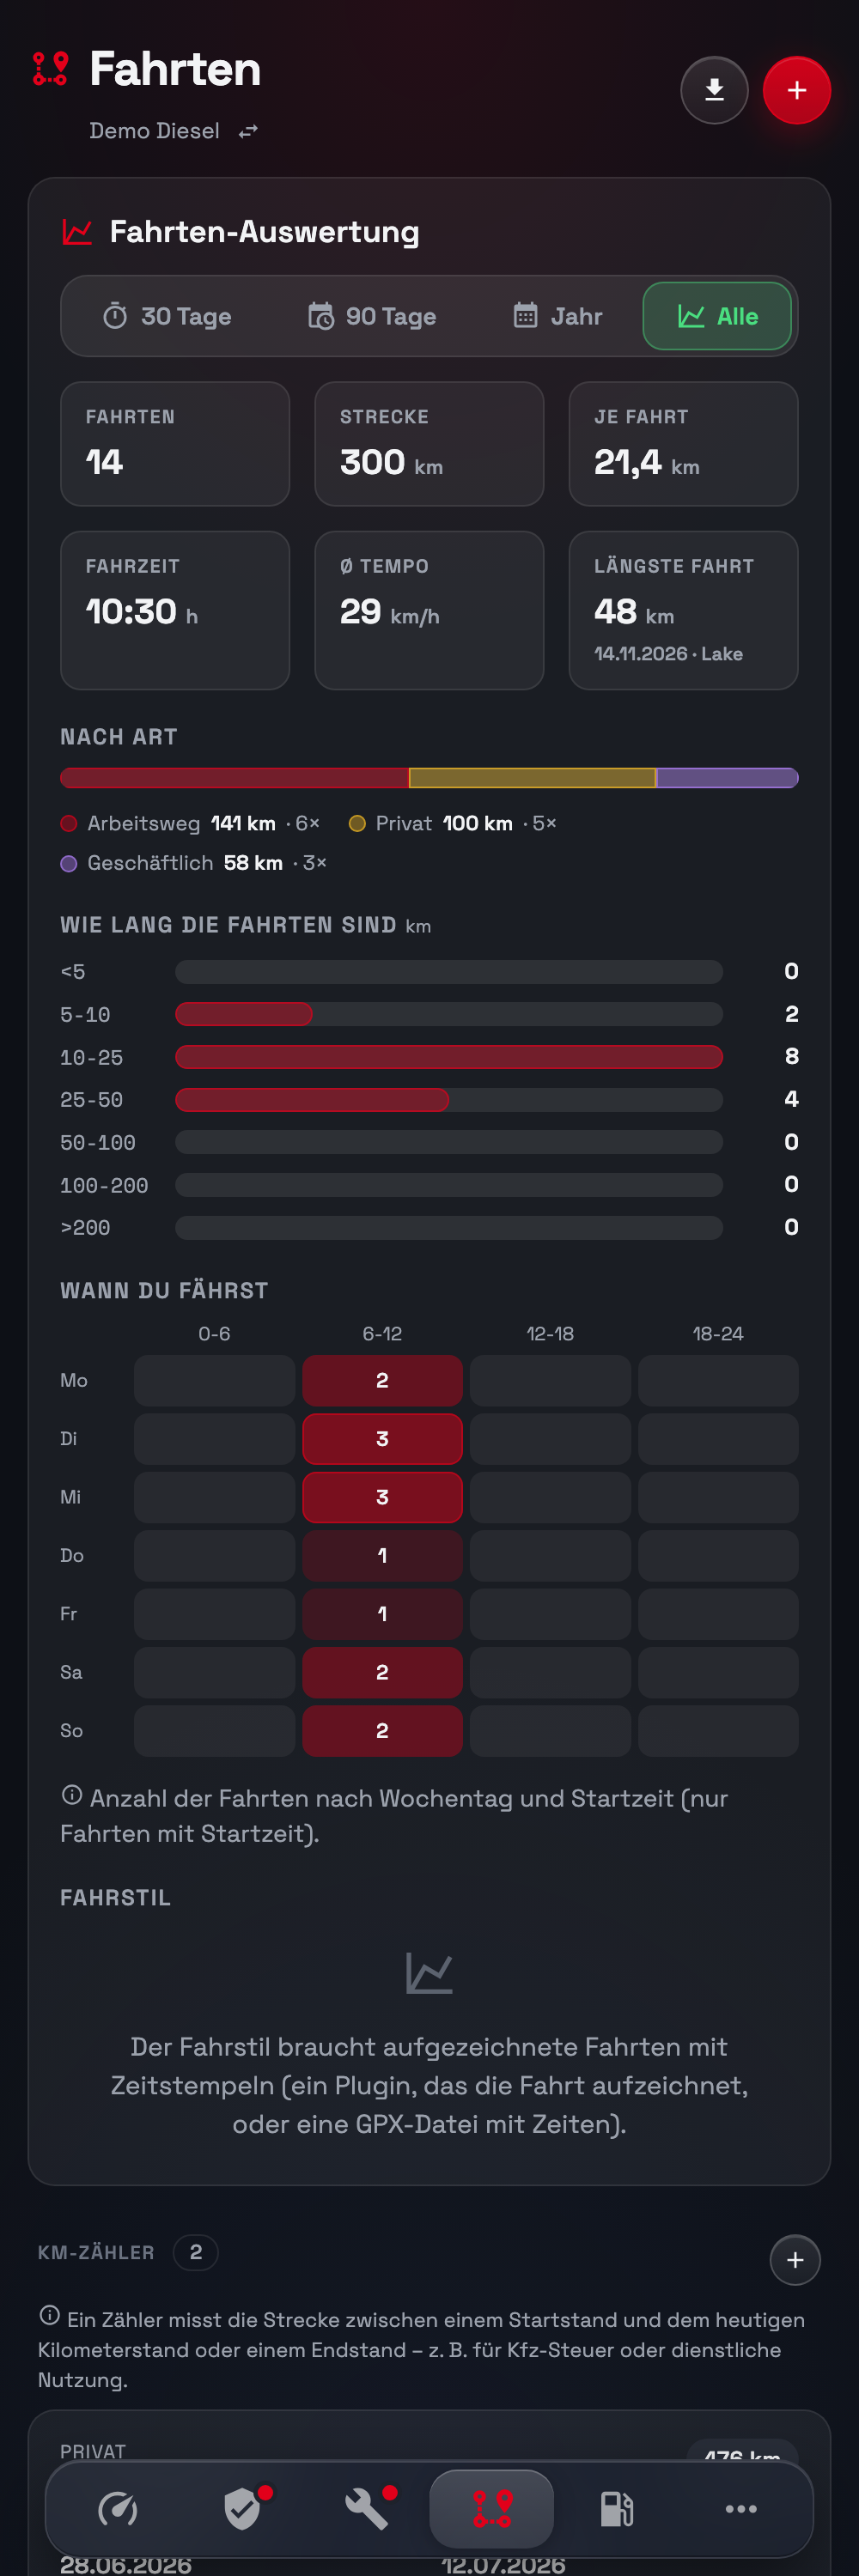 Fahrten
Demo Diesel
Fahrten-Auswertung
30 Tage 90 Tage Jahr Alle
FAHRTEN STRECKE JE FAHRT
14 300 km 21,4 km
FAHRZEIT Ø TEMPO LÄNGSTE FAHRT
10:30 h 29 km/h 48 km
14.11.2026 · Lake
NACH ART
Arbeitsweg 141 km · 6× Privat 100 km · 5×
Geschäftlich 58 km · 3×
WIE LANG DIE FAHRTEN SIND km
<5 0
5-10 2
10-25 8
25-50 4
50-100 0
100-200 0
>200 0
WANN DU FÄHRST
0-6 6-12 12-18 18-24
Mo 2
Di 3
Mi 3
Do 1
Fr 1
Sa 2
So 2
Anzahl der Fahrten nach Wochentag und Startzeit (nur
Fahrten mit Startzeit).
FAHRSTIL
Der Fahrstil braucht aufgezeichnete Fahrten mit
Zeitstempeln (ein Plugin, das die Fahrt aufzeichnet,
oder eine GPX-Datei mit Zeiten).
KM-ZÄHLER 2
Ein Zähler misst die Strecke zwischen einem Startstand und dem heutigen
Kilometerstand oder einem Endstand – z. B. für Kfz-Steuer oder dienstliche
Nutzung.
PRIVAT 476 km
28.06.2026 12.07.2026